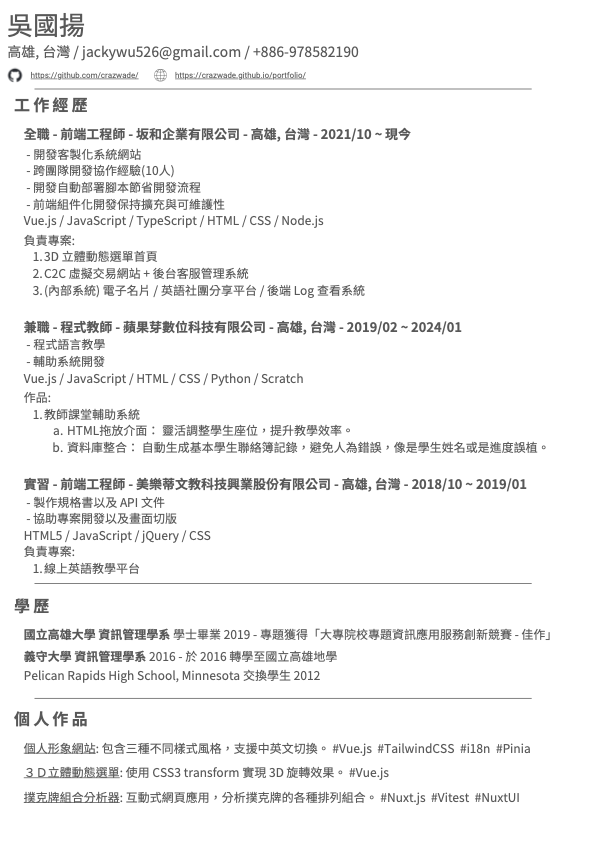 吳國揚
高雄, 台灣 / jackywu526@gmail.com / +886-978582190
https://github.com/crazwade/ https://crazwade.github.io/portfolio/
工作經歷
全職 - 前端工程師 - 坂和企業有限公司 - 高雄, 台灣 - 2021/10 ~ 現今
- 開發客製化系統網站
- 跨團隊開發協作經驗(10人)
- 開發自動部署腳本節省開發流程
- 前端組件化開發保持擴充與可維護性
Vue.js / JavaScript / TypeScript / HTML / CSS / Node.js
負責專案:
1. 3D 立體動態選單首頁
2. C2C 虛擬交易網站 + 後台客服管理系統
3. (內部系統) 電子名片 / 英語社團分享平台 / 後端 Log 查看系統
兼職 - 程式教師 - 蘋果芽數位科技有限公司 - 高雄, 台灣 - 2019/02 ~ 2024/01
- 程式語言教學
- 輔助系統開發
Vue.js / JavaScript / HTML / CSS / Python / Scratch
作品:
1. 教師課堂輔助系統
a. HTML拖放介面： 靈活調整學生座位，提升教學效率。
b. 資料庫整合： 自動生成基本學生聯絡簿記錄，避免人為錯誤，像是學生姓名或是進度誤植。
實習 - 前端工程師 - 美樂蒂文教科技興業股份有限公司 - 高雄, 台灣 - 2018/10 ~ 2019/01
- 製作規格書以及 API 文件
- 協助專案開發以及畫面切版
HTML5 / JavaScript / jQuery / CSS
負責專案:
1. 線上英語教學平台
學歷
國立高雄大學 資訊管理學系 學士畢業 2019 - 專題獲得「大專院校專題資訊應用服務創新競賽 - 佳作」
義守大學 資訊管理學系 2016 - 於 2016 轉學至國立高雄地學
Pelican Rapids High School, Minnesota 交換學生 2012
個人作品
個人形象網站: 包含三種不同樣式風格，支援中英文切換。 #Vue.js #TailwindCSS #i18n #Pinia
３Ｄ立體動態選單: 使用 CSS3 transform 實現 3D 旋轉效果。 #Vue.js
撲克牌組合分析器: 互動式網頁應用，分析撲克牌的各種排列組合。 #Nuxt.js #Vitest #NuxtUI